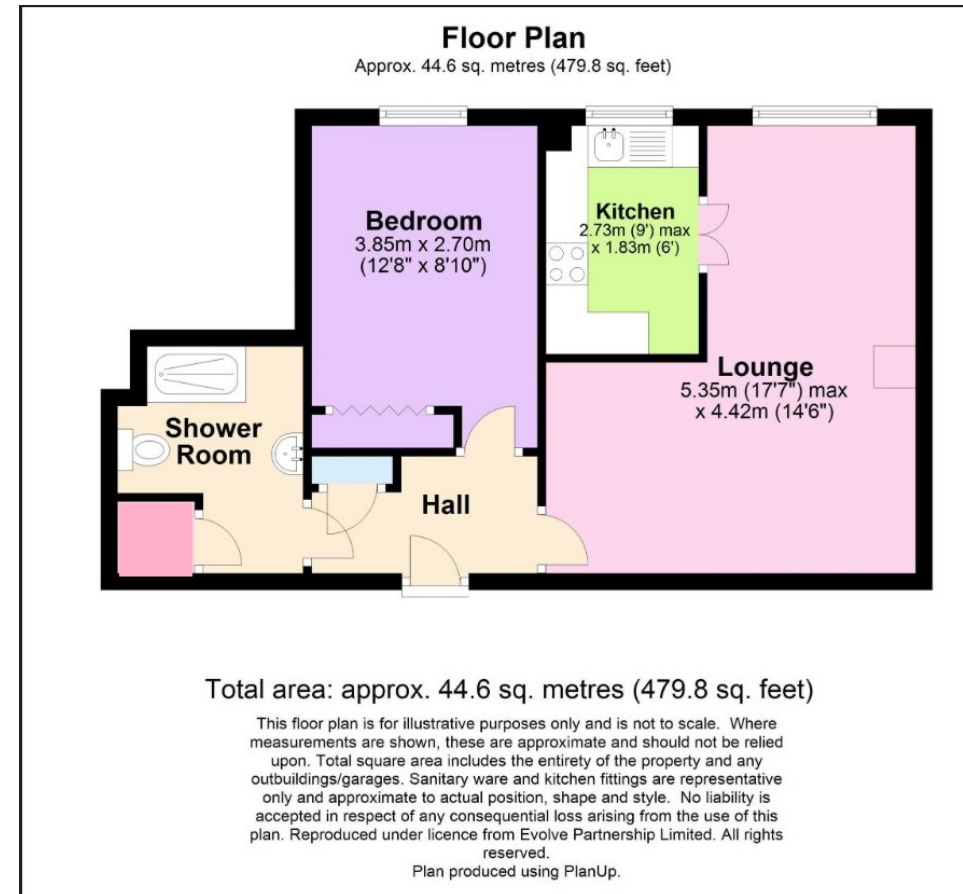 Floor Plan
Approx. 44.6 sq. metres (479.8 sq. feet)
Bedroom
3.85m x 2.70m
(12'8" x 8'10")
Kitchen
2.73m (9') max
x 1.83m (6')
Lounge
5.35m (17'7") max
x 4.42m (14'6")
Shower
Room
Hall
Total area: approx. 44.6 sq. metres (479.8 sq. feet)
This floor plan is for illustrative purposes only and is not to scale. Where
measurements are shown, these are approximate and should not be relied
upon. Total square area includes the entirety of the property and any
outbuildings/garages. Sanitary ware and kitchen fittings are representative
only and approximate to actual position, shape and style. No liability is
accepted in respect of any consequential loss arising from the use of this
plan. Reproduced under licence from Evolve Partnership Limited. All rights
reserved.
Plan produced using PlanUp.